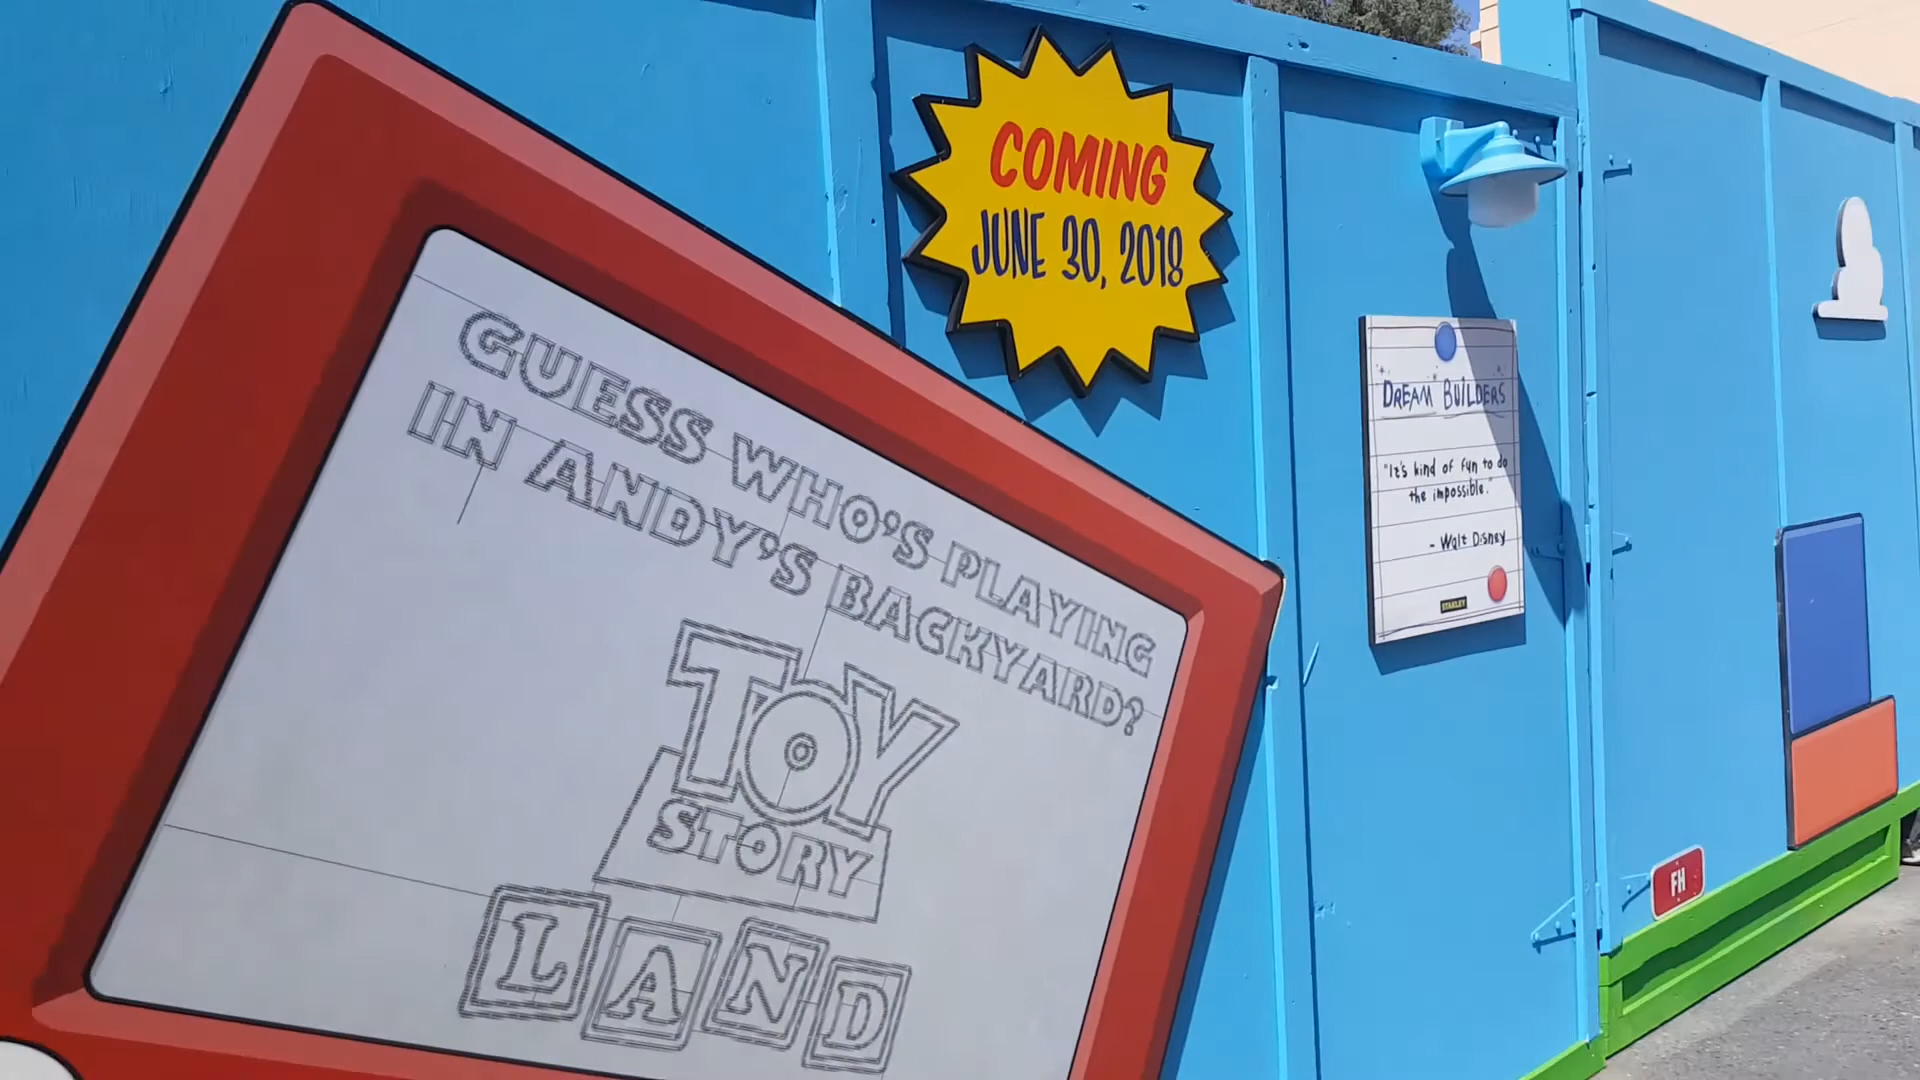 COMING
JUNE 30, 2018
GUESS WHO'S PLAYING
IN ANDY'S BACKYARD?
TOY
STORY
LAND
DREAM BUILDERS
"It's kind of fun to do
the impossible."
- Walt Disney
STANLEY
FH